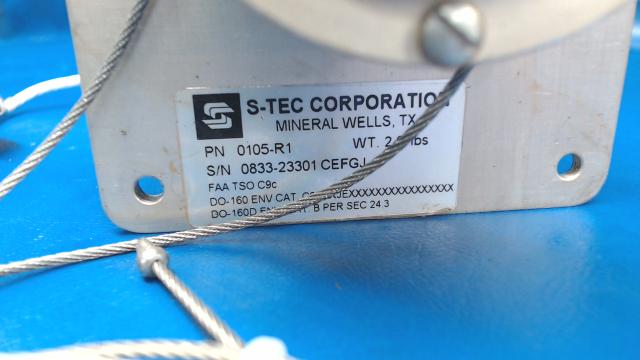 S-TEC CORPORATION
MINERAL WELLS, TX
PN 0105-R1 WT. lbs
S/N 0833-23301 CEFGJ
FAA TSO C9c
DO-160 ENV CAT.
DO-160D B PER SEC 24.3